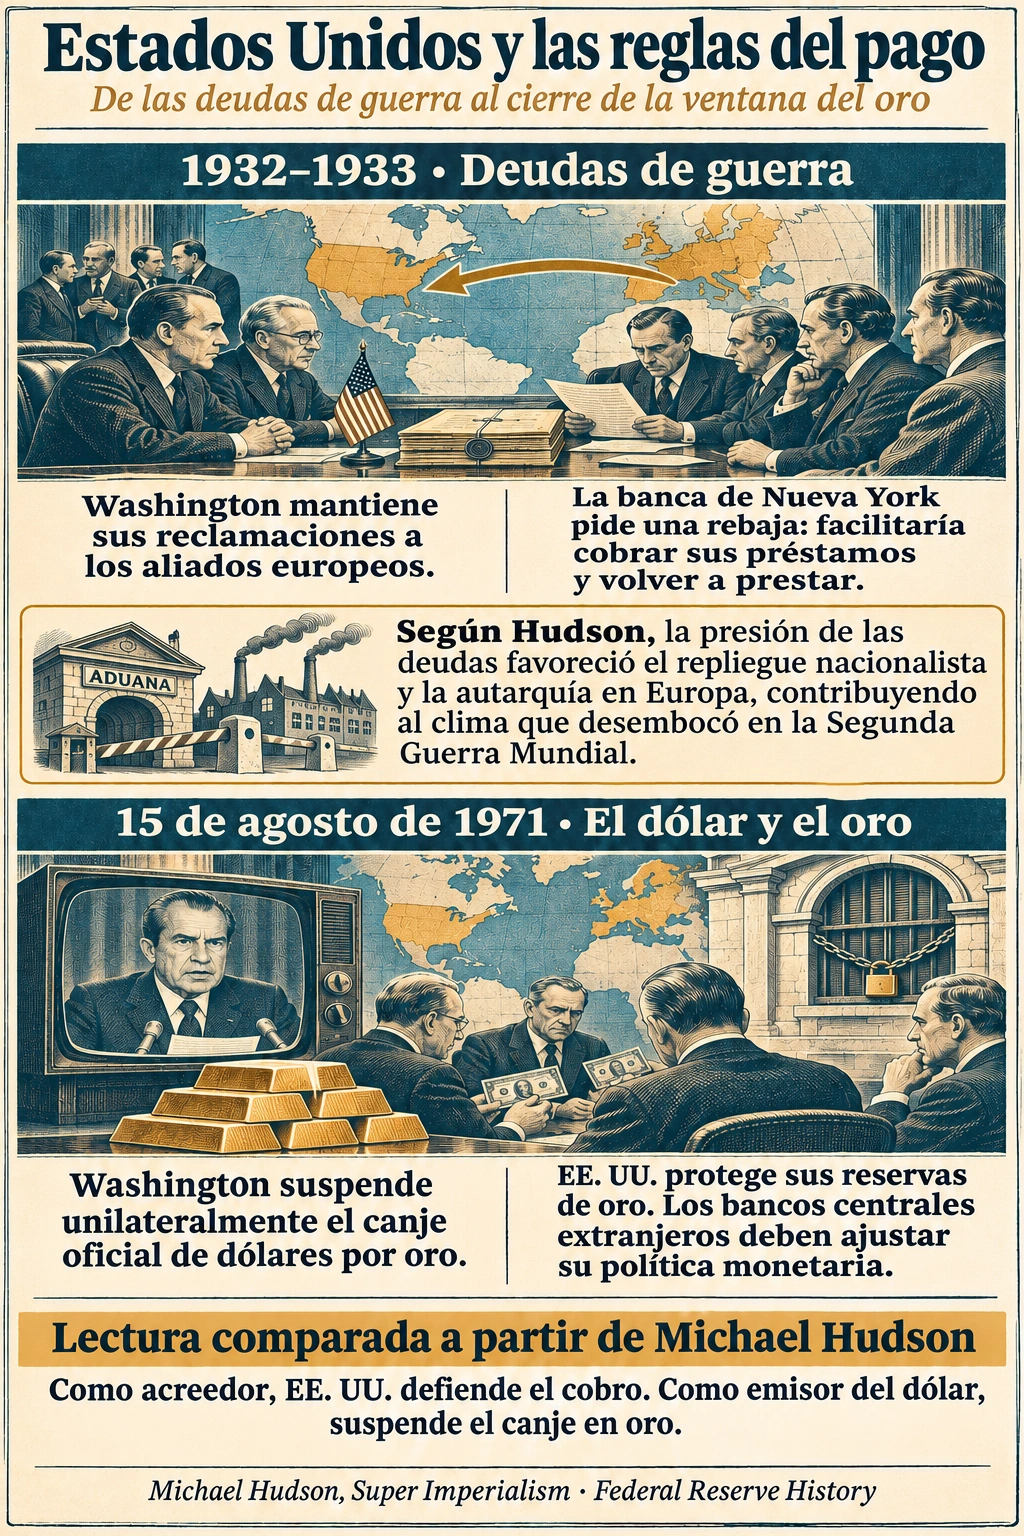 Estados Unidos y las reglas del pago
De las deudas de guerra al cierre de la ventana del oro
1932–1933 • Deudas de guerra
Washington mantiene
sus reclamaciones a
los aliados europeos.
La banca de Nueva York
pide una rebaja: facilitaría
cobrar sus préstamos
y volver a prestar.
ADUANA
Según Hudson, la presión de las
deudas favoreció el repliegue nacionalista
y la autarquía en Europa, contribuyendo
al clima que desembocó en la Segunda
Guerra Mundial.
15 de agosto de 1971 • El dólar y el oro
Washington suspende
unilateralmente el canje
oficial de dólares por oro.
EE. UU. protege sus reservas
de oro. Los bancos centrales
extranjeros deben ajustar
su política monetaria.
Lectura comparada a partir de Michael Hudson
Como acreedor, EE. UU. defiende el cobro. Como emisor del dólar,
suspende el canje en oro.
Michael Hudson, Super Imperialism · Federal Reserve History